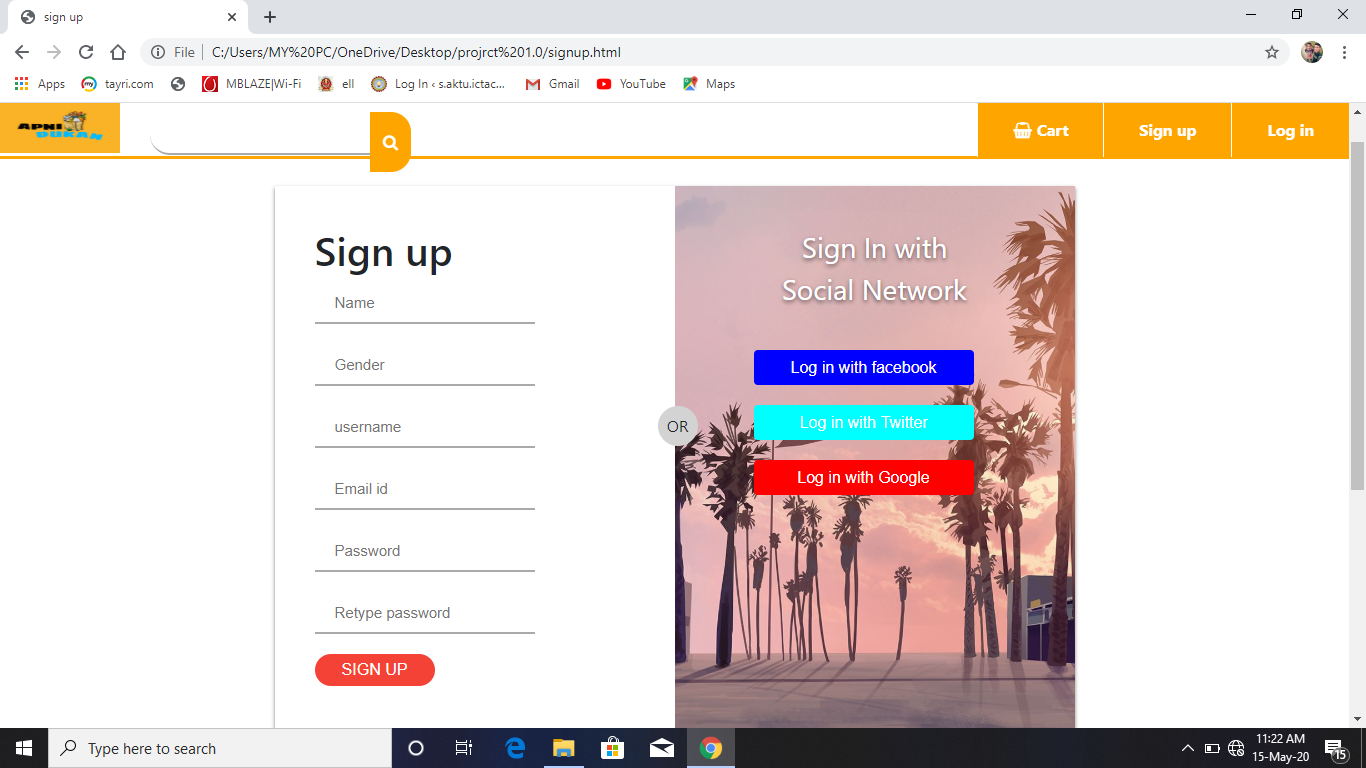 sign up
File
C:/Users/MY%20PC/OneDrive/Desktop/projrct%201.0/signup.html
Apps
tayri.com
MBLAZE|Wi-Fi
ell
Log In ‹ s.aktu.ictac...
Gmail
YouTube
Maps
APNI
DUKAN
Cart
Sign up
Log in
Sign up
Name
Gender
username
Email id
Password
Retype password
SIGN UP
OR
Sign In with
Social Network
Log in with facebook
Log in with Twitter
Log in with Google
Type here to search
11:22 AM
15-May-20
15